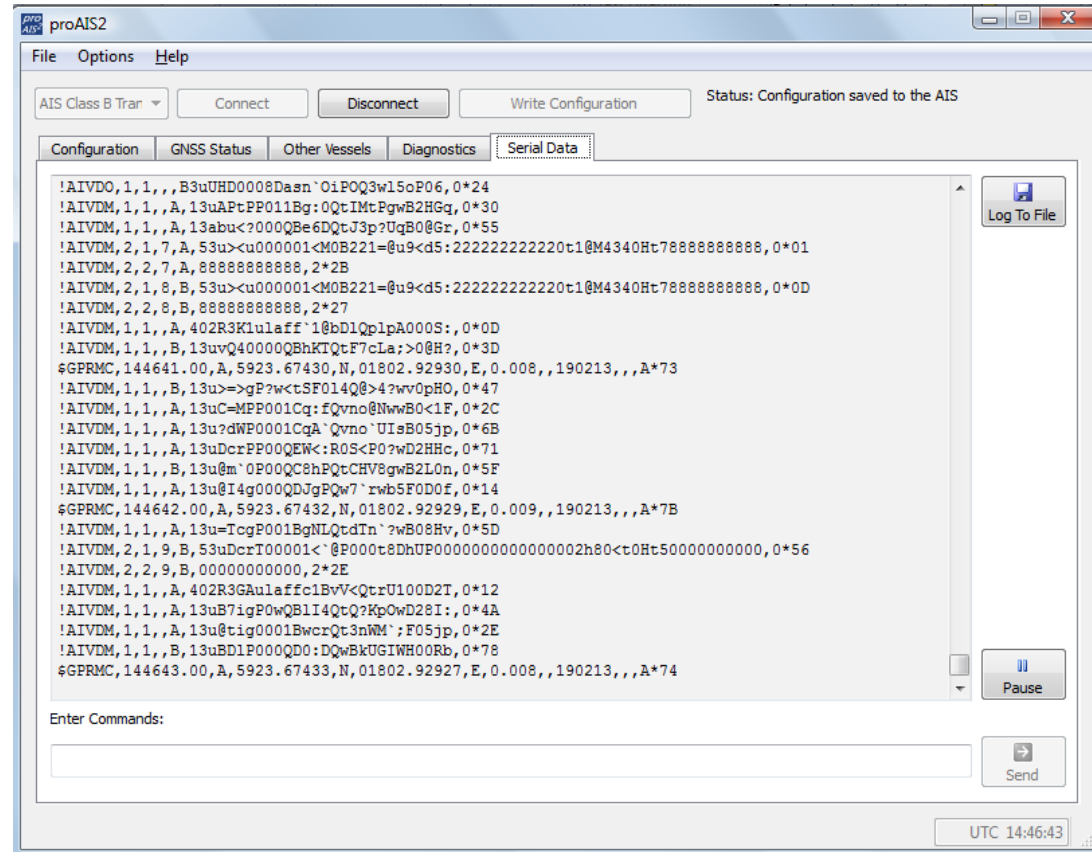 pro
AIS2
proAIS2
File Options Help
AIS Class B Tran Connect Disconnect Write Configuration Status: Configuration saved to the AIS
Configuration GNSS Status Other Vessels Diagnostics Serial Data
!AIVDO,1,1,,,B3uUHD0008Dasn`OiPOQ3wl5oP06,0*24
!AIVDM,1,1,,A,13uAPtPP011Bg:0QtIMtPgwB2HGq,0*30
!AIVDM,1,1,,A,13abu<?000QBe6DQtJ3p?UqB0@Gr,0*55
!AIVDM,2,1,7,A,53u><u000001<M0B221=@u9<d5:222222222220t1@M4340Ht78888888888,0*01
!AIVDM,2,2,7,A,88888888888,2*2B
!AIVDM,2,1,8,B,53u><u000001<M0B221=@u9<d5:222222222220t1@M4340Ht78888888888,0*0D
!AIVDM,2,2,8,B,88888888888,2*27
!AIVDM,1,1,,A,402R3K1ulaff`1@bDlQplpA000S:,0*0D
!AIVDM,1,1,,B,13uvQ40000QBhKTQtF7cLa;>0@H?,0*3D
$GPRMC,144641.00,A,5923.67430,N,01802.92930,E,0.008,,190213,,,A*73
!AIVDM,1,1,,B,13u>=>gP?w<tSF0l4Q@>4?wv0pHO,0*47
!AIVDM,1,1,,A,13uC=MPP001Cq:fQvno@NwwB0<1F,0*2C
!AIVDM,1,1,,A,13u?dWP0001CqA`Qvno`UIsB05jp,0*6B
!AIVDM,1,1,,A,13uDcrPP00QEW<:R0S<P0?wD2HHc,0*71
!AIVDM,1,1,,B,13u@m`0P00QC8hPQtCHV8gwB2L0n,0*5F
!AIVDM,1,1,,A,13u@I4g000QDJgPQw7`rwb5F0D0f,0*14
$GPRMC,144642.00,A,5923.67432,N,01802.92929,E,0.009,,190213,,,A*7B
!AIVDM,1,1,,A,13u=TcgP001BgNLQtdTn`?wB08Hv,0*5D
!AIVDM,2,1,9,B,53uDcrT00001<`@P000t8DhUP0000000000000002h80<t0Ht50000000000,0*56
!AIVDM,2,2,9,B,00000000000,2*2E
!AIVDM,1,1,,A,402R3GAulaffc1BvV<QtrU100D2T,0*12
!AIVDM,1,1,,A,13uB7igP0wQBlI4QtQ?KpOwD28I:,0*4A
!AIVDM,1,1,,A,13u@tig0001BwcrQt3nWM`;F05jp,0*2E
!AIVDM,1,1,,B,13uBD1P000QD0:DQwBkUGIWH00Rb,0*78
$GPRMC,144643.00,A,5923.67433,N,01802.92927,E,0.008,,190213,,,A*74
Log To File
Pause
Enter Commands:
Send
UTC 14:46:43